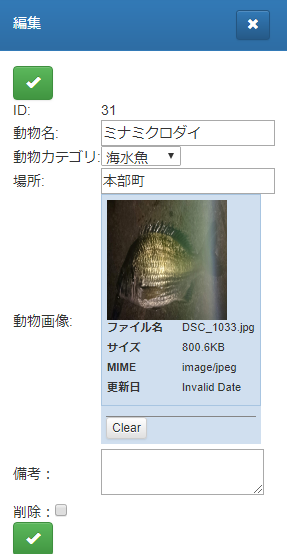 編集
ID: 31
動物名: ミナミクロダイ
動物カテゴリ: 海水魚
場所: 本部町
動物画像:
ファイル名 DSC_1033.jpg
サイズ 800.6KB
MIME image/jpeg
更新日 Invalid Date
Clear
備考：
削除：